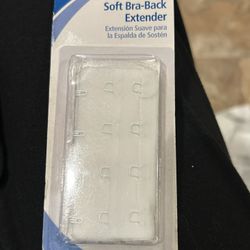 Soft Bra-Back
Extender
Extensión Suave para
la Espalda de Sostén